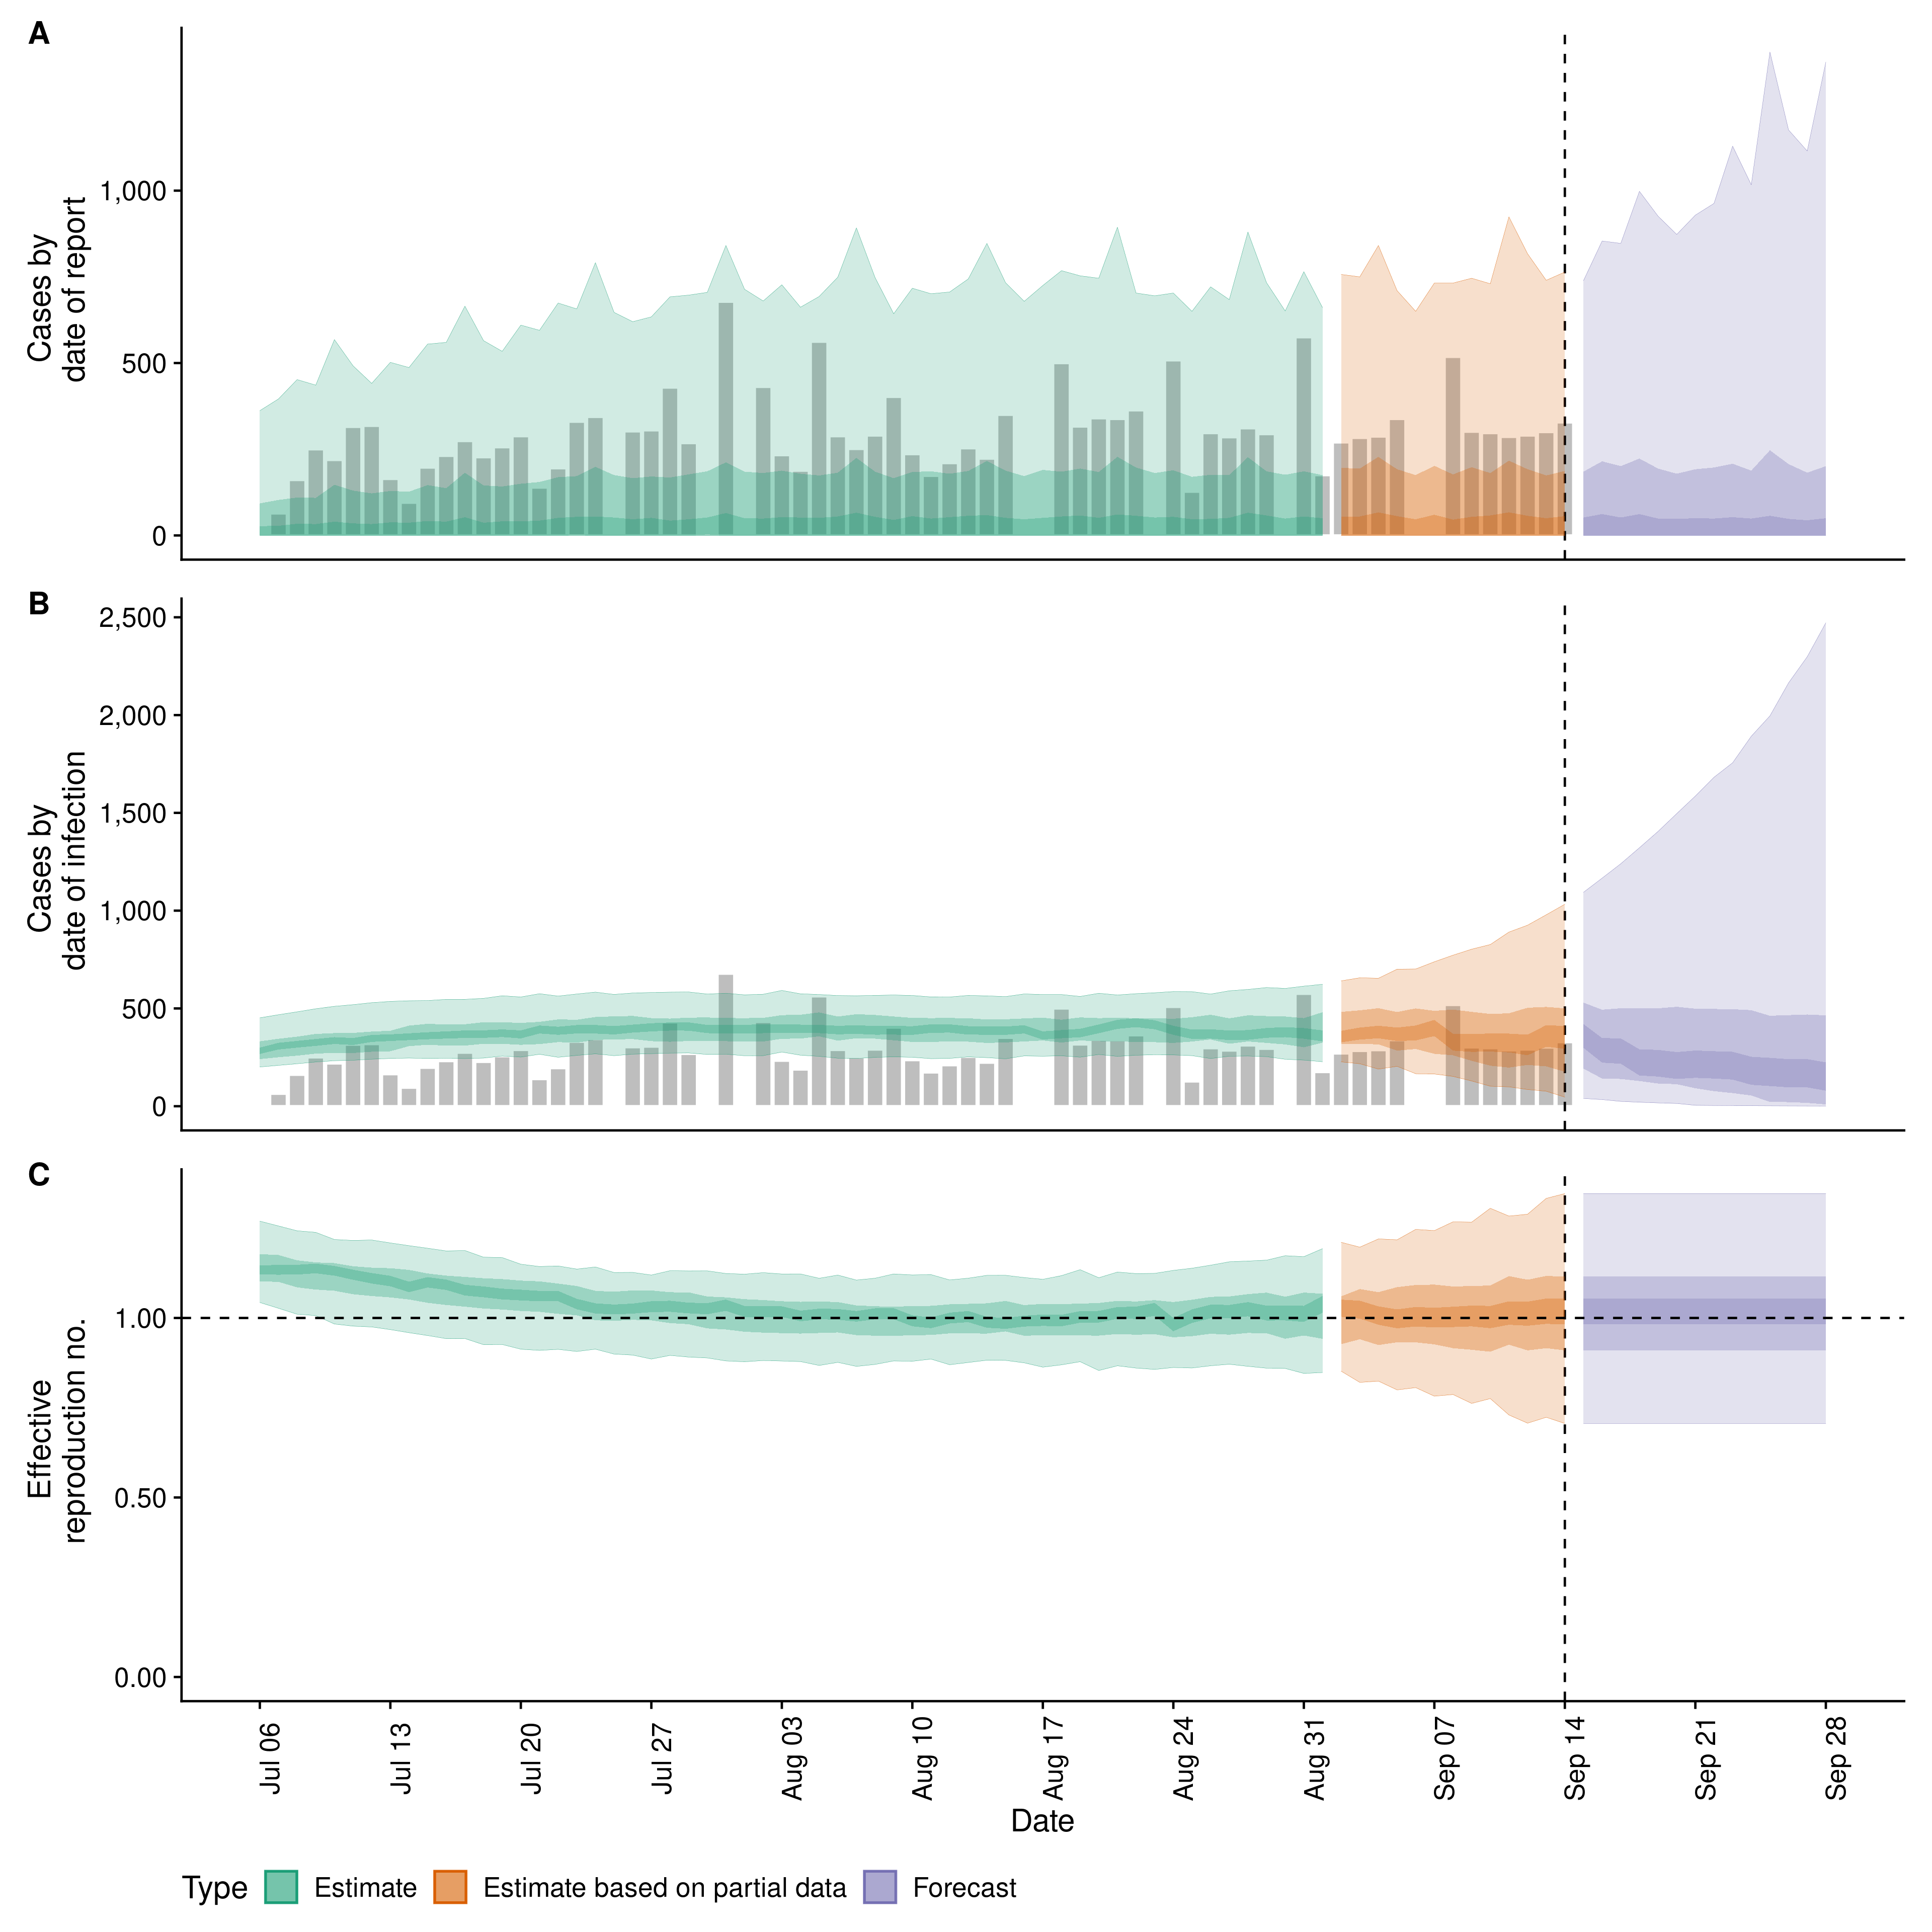 A
Cases by
date of report
1,000
500
0
B
Cases by
date of infection
2,500
2,000
1,500
1,000
500
0
C
Effective
reproduction no.
1.00
0.50
0.00
Jul 06
Jul 13
Jul 20
Jul 27
Aug 03
Aug 10
Aug 17
Aug 24
Aug 31
Sep 07
Sep 14
Sep 21
Sep 28
Date
Type Estimate Estimate based on partial data Forecast